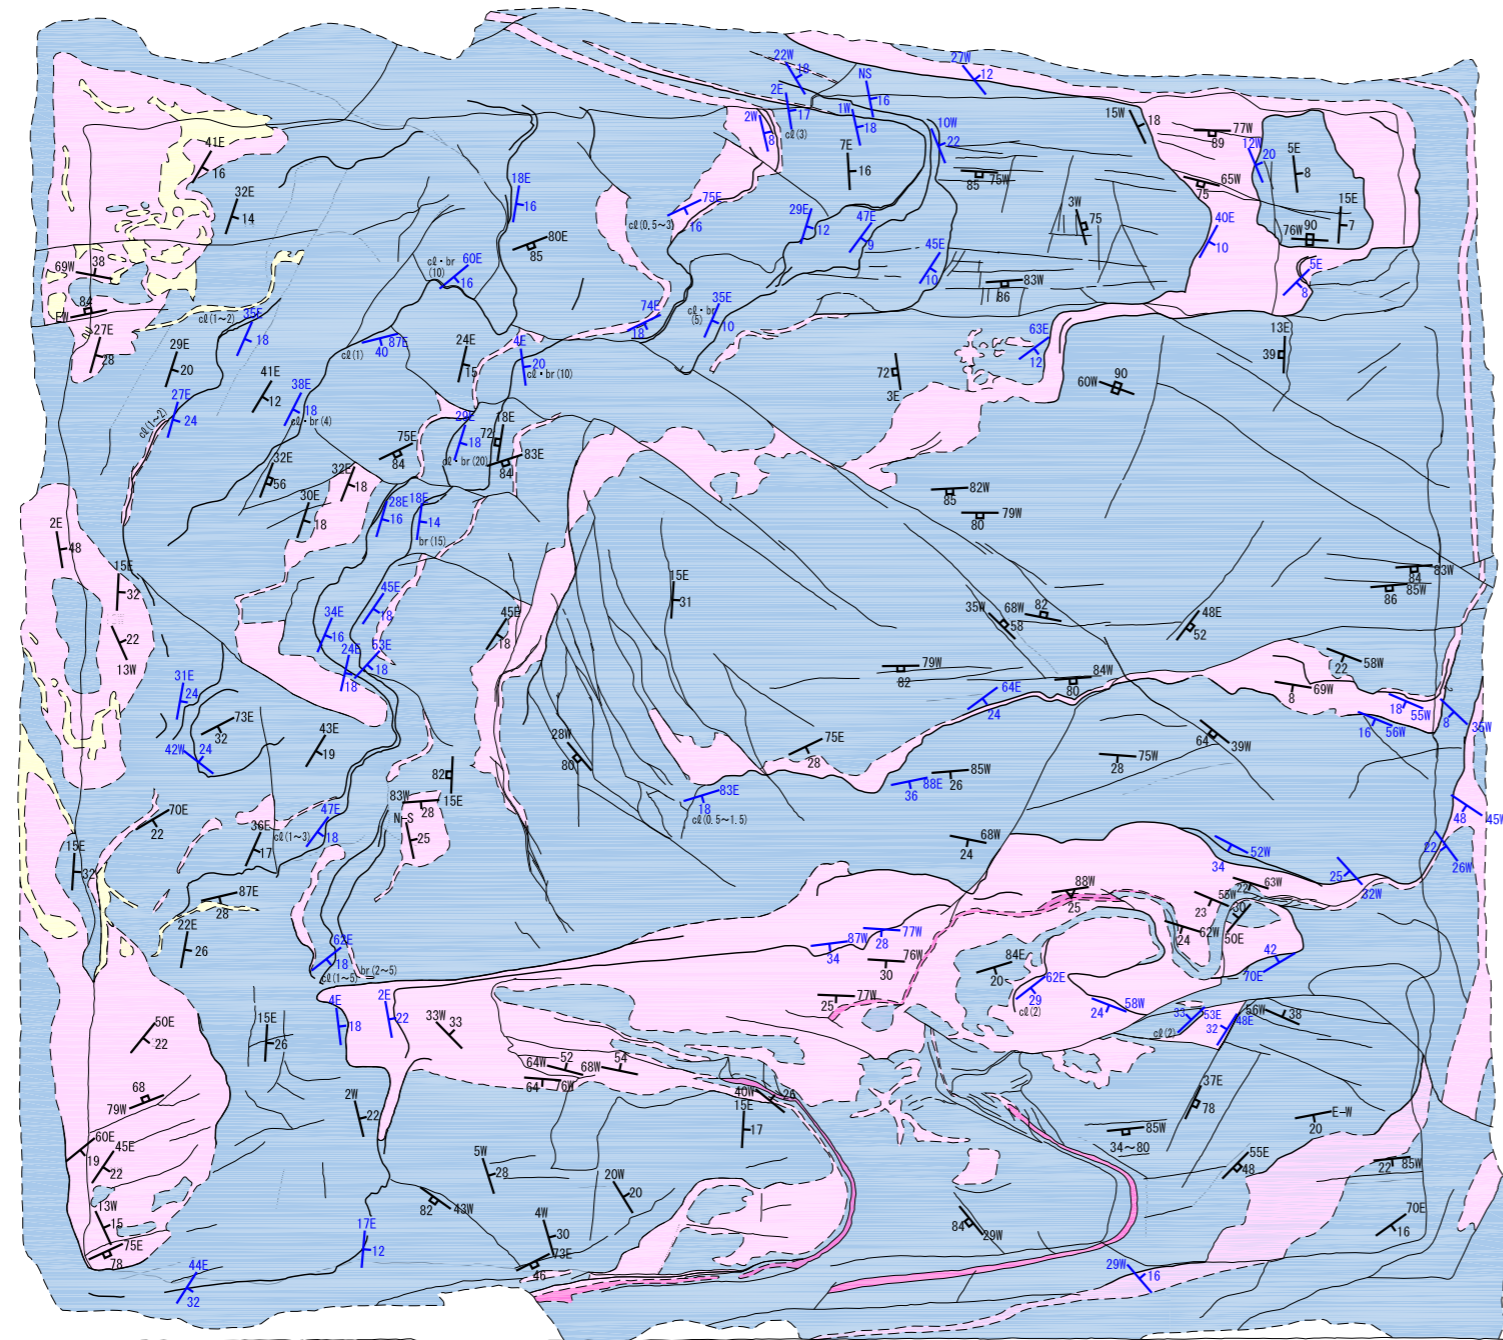 22W
18
NS
16
27W
12
2E
17
cℓ(3)
1W
18
2W
8
10W
22
15W
18
77W
89
12W
20
5E
8
41E
16
7E
16
85
75W
65W
75
15E
7
32E
14
18E
16
75E
16
cℓ(0.5~3)
29E
12
47E
9
3W
75
40E
10
76W
90
80E
85
45E
10
69W
38
cℓ・br
(10)
60E
16
83W
86
5E
8
84
EW
cℓ(1~2)
35E
18
74E
18
cℓ・br
(5)
35E
10
27E
28
cℓ(1)
87E
40
24E
15
4E
20
cℓ・br(10)
63E
12
13E
39
29E
20
41E
12
72
3E
60W
90
27E
24
cℓ(1~2)
38E
18
cℓ・br(4)
29E
18
cℓ・br(20)
72
18E
75E
84
83E
84
32E
56
32E
18
82W
85
30E
18
28E
16
18E
14
br(15)
79W
80
2E
48
15E
32
15E
31
83W
84
85W
86
45E
18
34E
16
45E
18
35W
58
68W
82
48E
52
22
13W
24E
18
53E
18
79W
82
84W
80
58W
22
31E
24
64E
24
69W
8
18
55W
16
56W
8
35W
73E
32
43E
19
28W
80
75E
28
64
39W
42W
24
82
15E
85W
26
75W
28
83E
18
cℓ(0.5~1.5)
88E
36
83W
28
N-S
25
70E
22
36E
17
cℓ(1~3)
47E
18
48
45W
15E
32
68W
24
52W
34
22
26W
87E
28
88W
25
55W
23
22
63W
25
32W
22E
26
62E
18
cℓ(1~5)
br(2~5)
87W
34
77W
28
76W
30
62W
24
30
50E
84E
20
42
70E
62E
29
cℓ(2)
77W
25
58W
24
4E
18
2E
22
33W
33
53E
33
cℓ(2)
48E
32
56W
38
50E
22
15E
26
64W
52
68W
54
64
76W
40W
26
37E
78
68
79W
2W
22
15E
17
E-W
20
60E
19
45E
22
5W
28
85W
34~80
55E
48
85W
22
13W
15
82
43W
20W
20
84
29W
70E
16
75E
78
17E
12
4W
30
73E
46
44E
32
29W
16